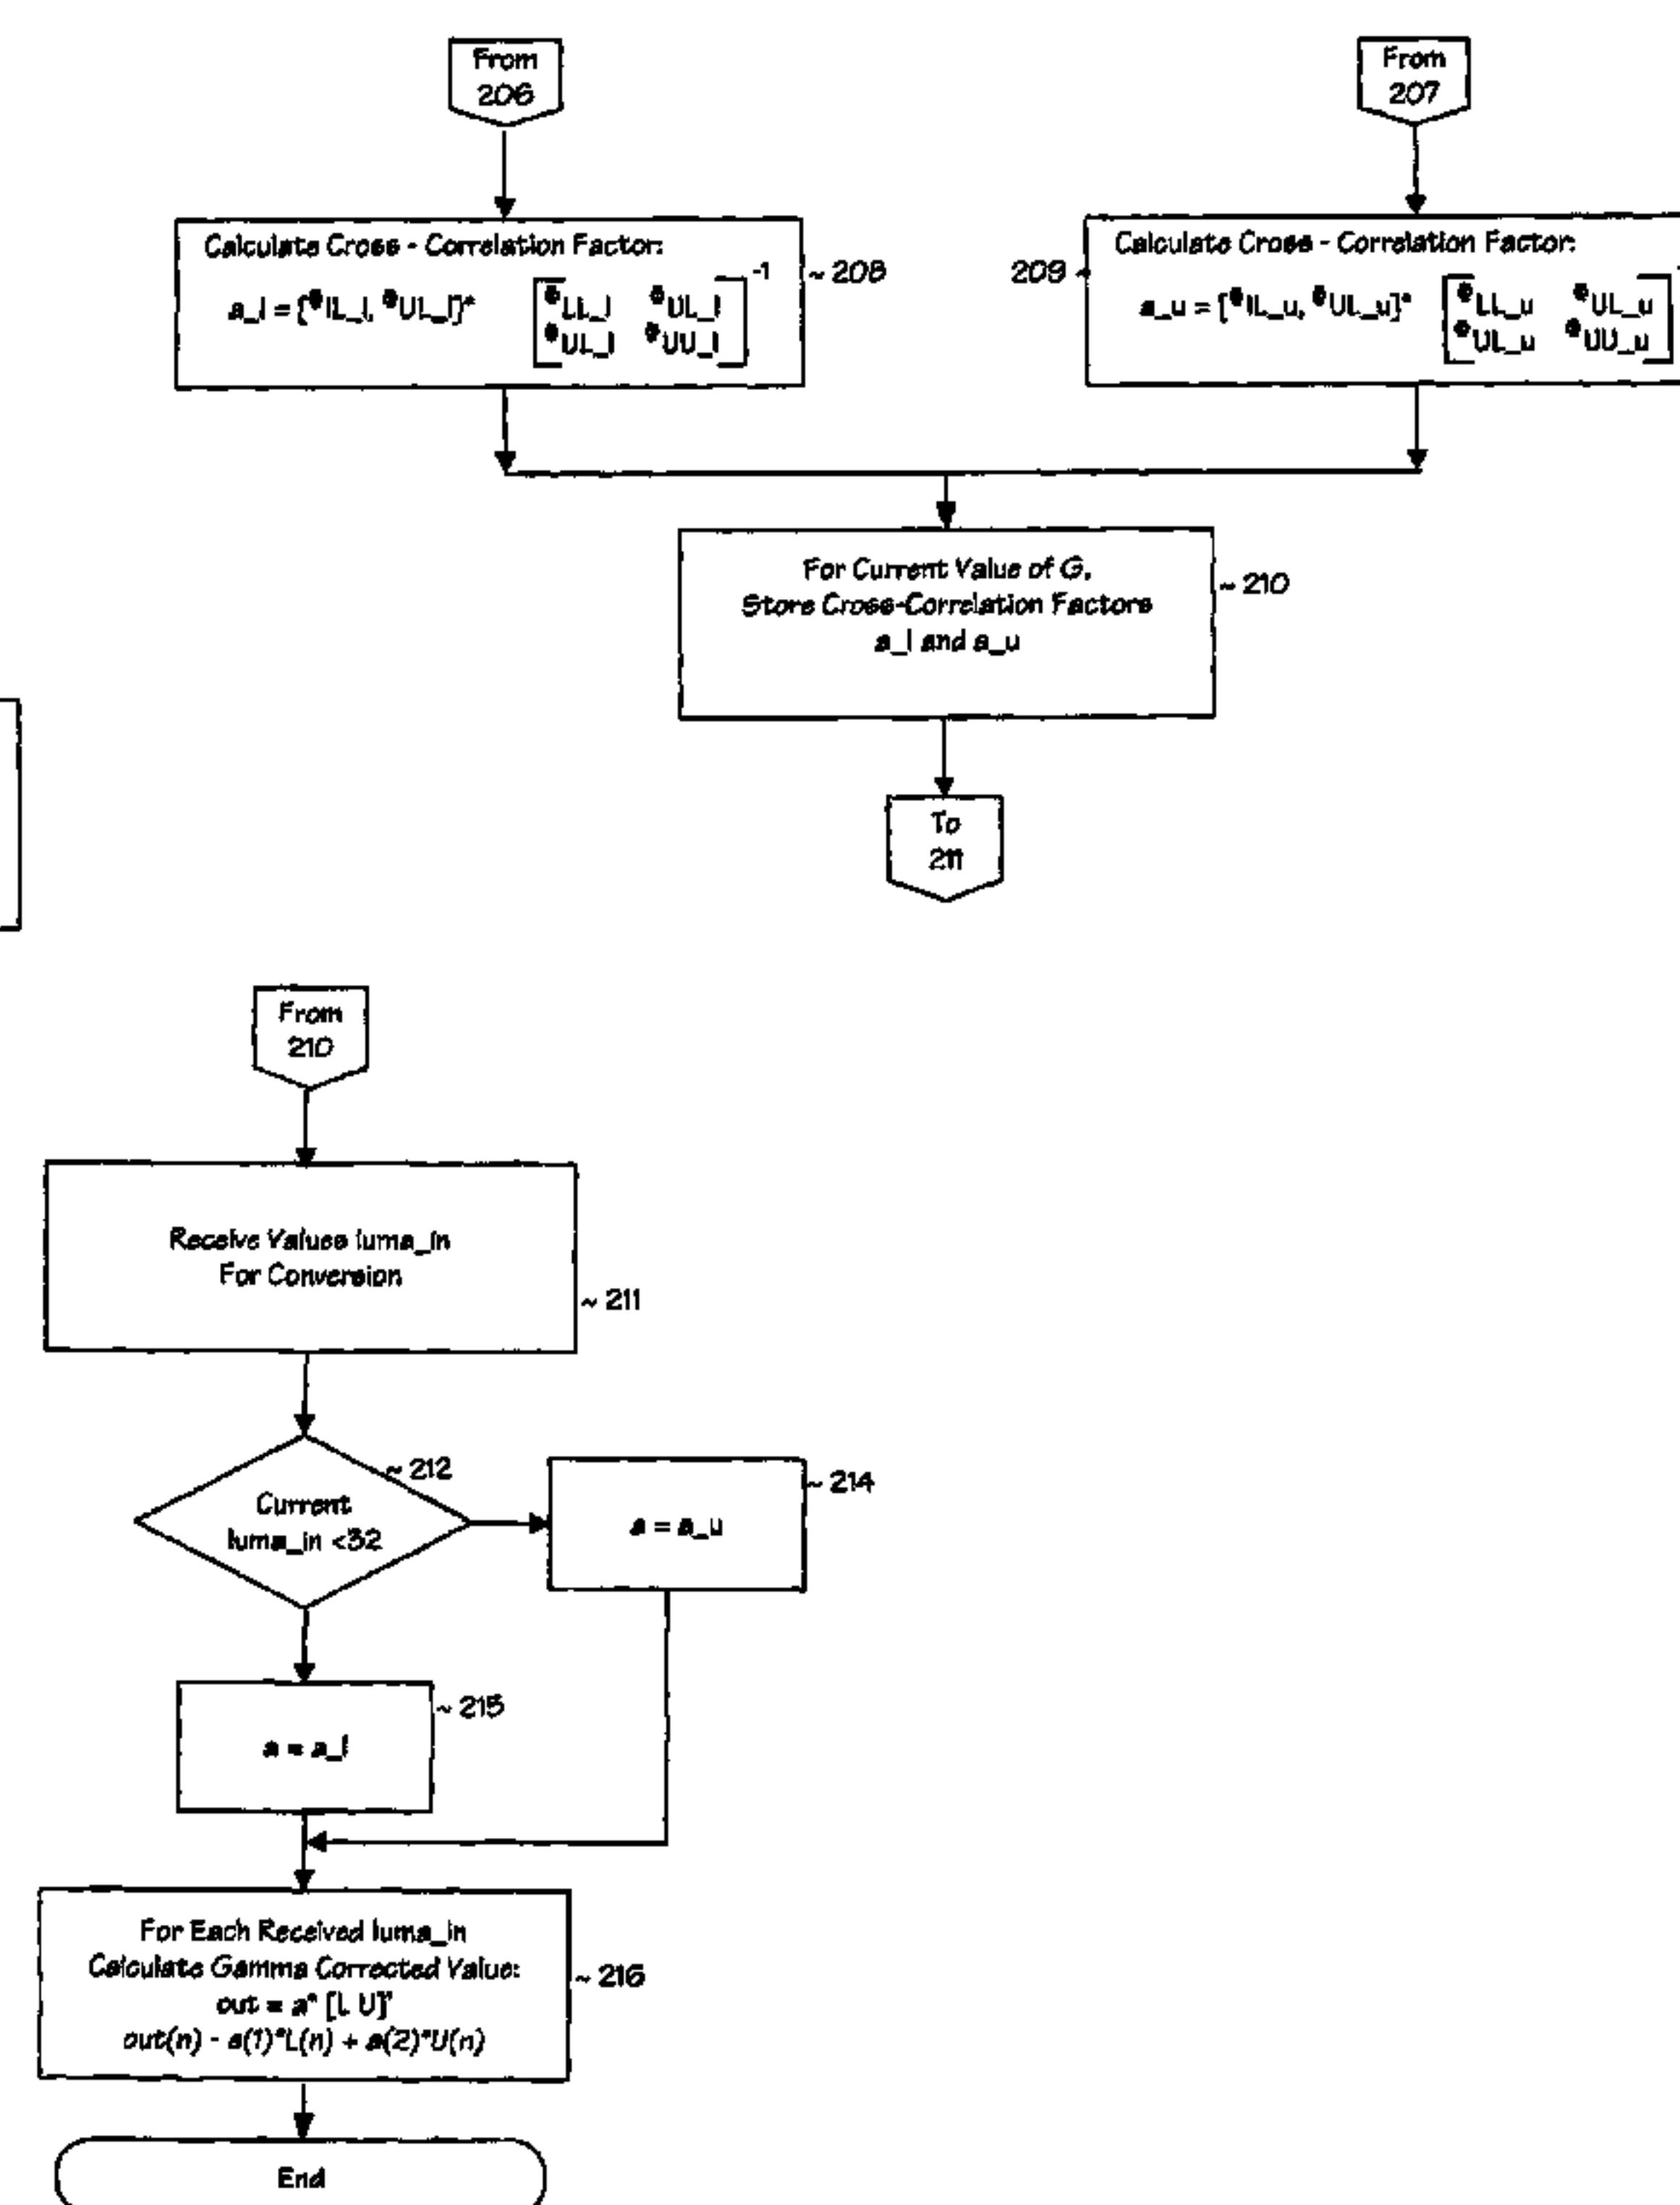 From
206
From
207
Calculate Cross - Correlation Factor:
a_l = [ΦIL_l, ΦUL_l]*
ΦLL_l ΦUL_l
ΦUL_l ΦUU_l
-1
~ 208
209 ~
Calculate Cross - Correlation Factor:
a_u = [ΦIL_u, ΦUL_u]*
ΦLL_u ΦUL_u
ΦUL_u ΦUU_u
For Current Value of G,
Store Cross-Correlation Factors
a_l and a_u
~ 210
To
211
From
210
Receive Values luma_in
For Conversion
~ 211
~ 212
Current
luma_in <32
a = a_u
~ 214
a = a_l
~ 215
For Each Received luma_in
Calculate Gamma Corrected Value:
out = a* [L U]'
out(n) - a(1)*L(n) + a(2)*U(n)
~ 216
End